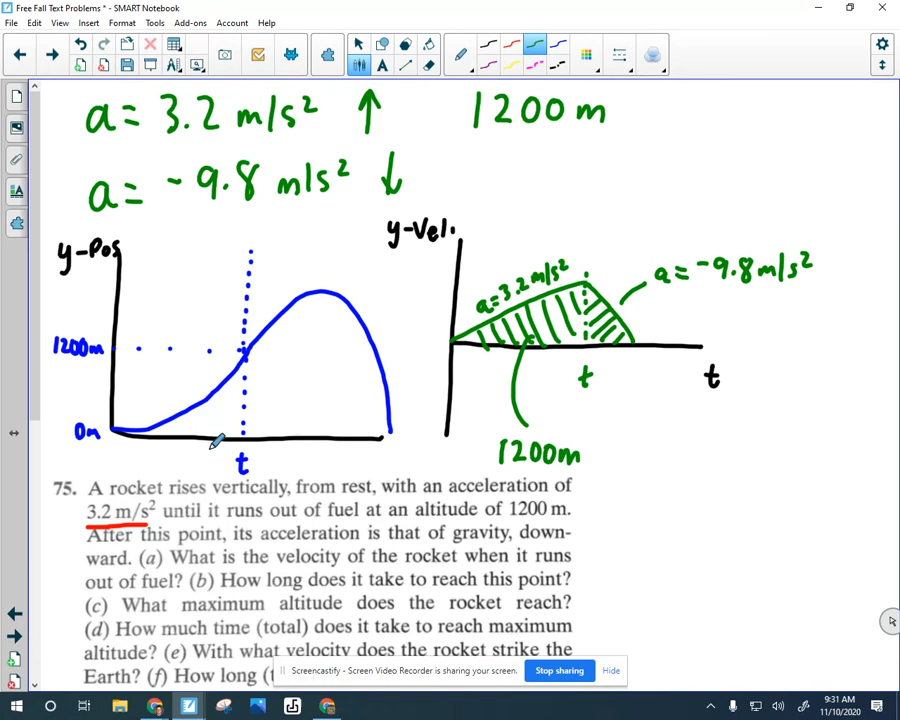 Free Fall Text Problems * - SMART Notebook
File Edit View Insert Format Tools Add-ons Account Help
a = 3.2 m/s² ↑ 1200 m
a = -9.8 m/s² ↓
y-Pos
y-Vel.
a = 3.2 m/s²
a = -9.8 m/s²
1200m
0m
t
t
t
1200m
75. A rocket rises vertically, from rest, with an acceleration of
3.2 m/s² until it runs out of fuel at an altitude of 1200 m.
After this point, its acceleration is that of gravity, down-
ward. (a) What is the velocity of the rocket when it runs
out of fuel? (b) How long does it take to reach this point?
(c) What maximum altitude does the rocket reach?
(d) How much time (total) does it take to reach maximum
altitude? (e) With what velocity does the rocket strike the
Earth? (f) How long (t
Screencastify - Screen Video Recorder is sharing your screen. Stop sharing Hide
9:31 AM
11/10/2020